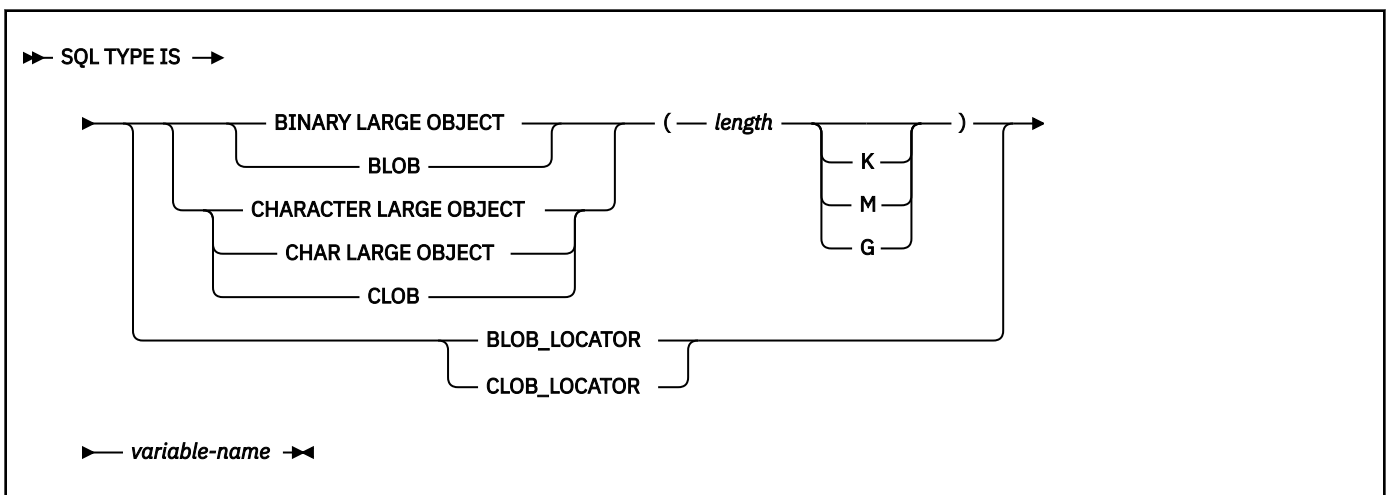 SQL TYPE IS
BINARY LARGE OBJECT ( length )
BLOB K
CHARACTER LARGE OBJECT M
CHAR LARGE OBJECT G
CLOB
BLOB_LOCATOR
CLOB_LOCATOR
variable-name